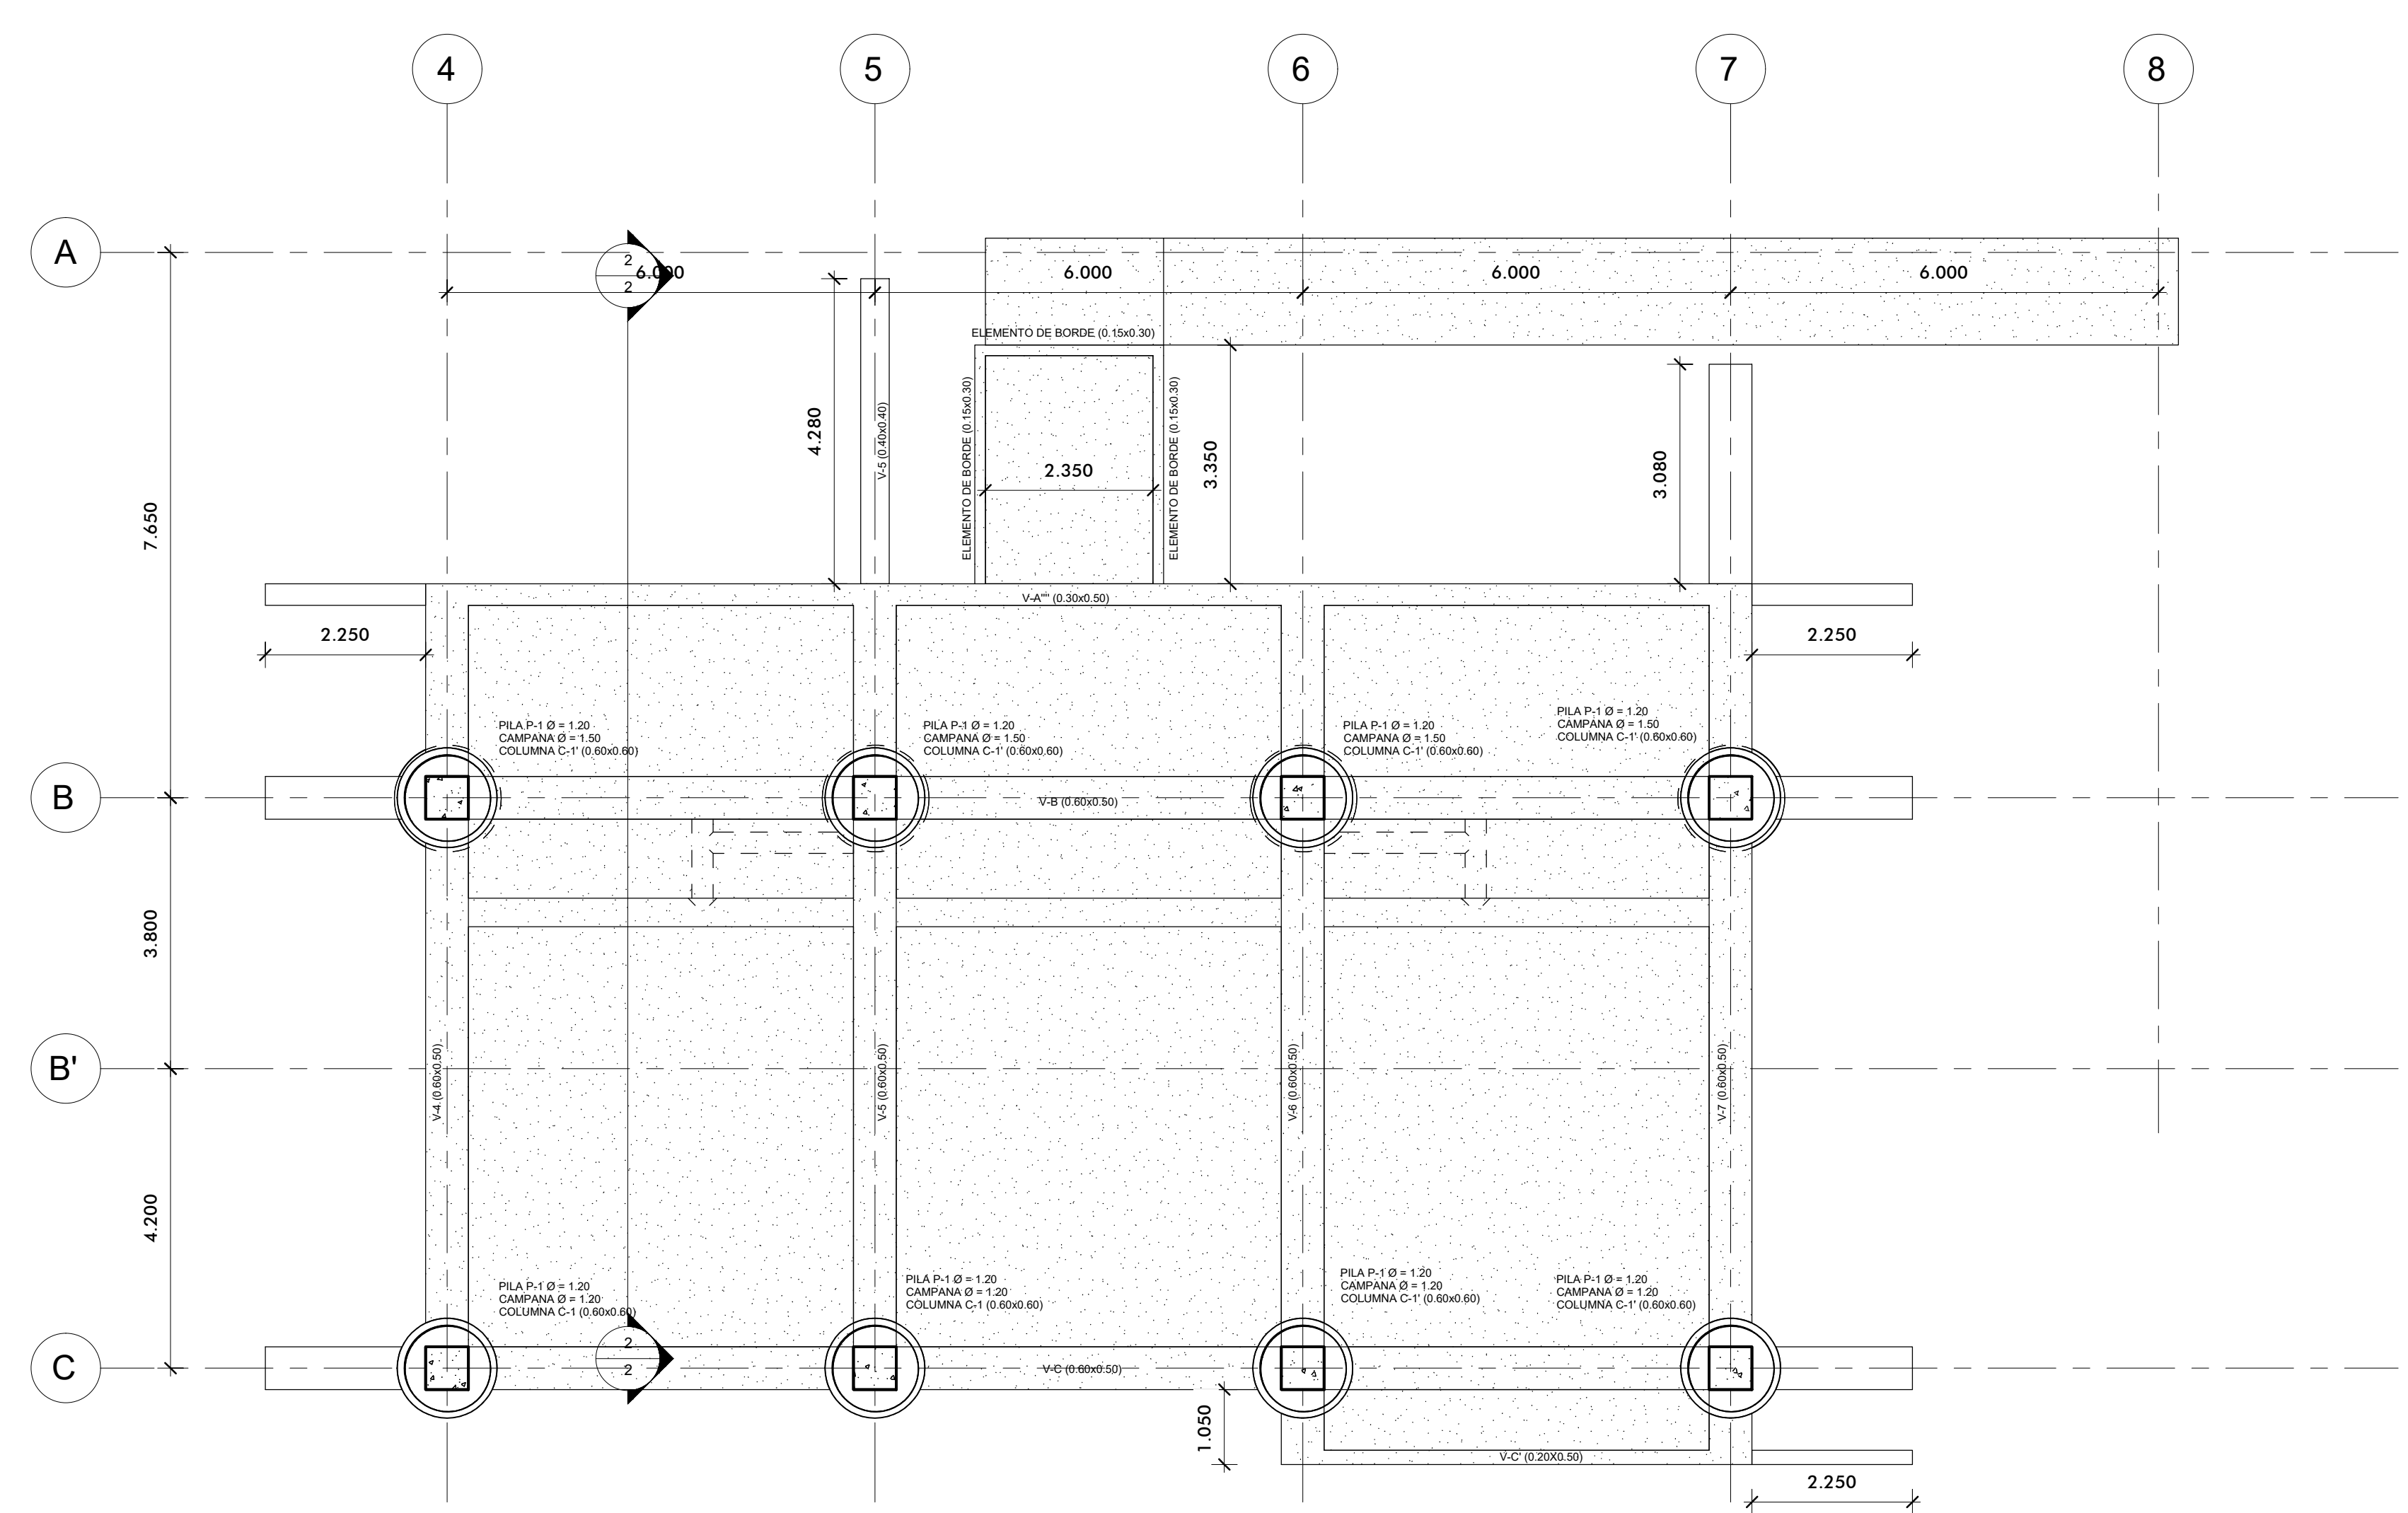 4
5
6
7
8
A
2
2
6.000
6.000
6.000
6.000
ELEMENTO DE BORDE (0.15x0.30)
4.280
V-5 (0.40x0.40)
ELEMENTO DE BORDE (0.15x0.30)
2.350
ELEMENTO DE BORDE (0.15x0.30)
3.350
3.080
7.650
V-A"" (0.30x0.50)
2.250
2.250
PILA P-1 Ø = 1.20
CAMPANA Ø = 1.50
COLUMNA C-1' (0.60x0.60)
PILA P-1 Ø = 1.20
CAMPANA Ø = 1.50
COLUMNA C-1' (0.60x0.60)
PILA P-1 Ø = 1.20
CAMPANA Ø = 1.50
COLUMNA C-1' (0.60x0.60)
PILA P-1 Ø = 1.20
CAMPANA Ø = 1.50
COLUMNA C-1' (0.60x0.60)
B
V-B (0.60x0.50)
3.800
B'
V-4 (0.60x0.50)
V-5 (0.60x0.50)
V-6 (0.60x0.50)
V-7 (0.60x0.50)
4.200
PILA P-1 Ø = 1.20
CAMPANA Ø = 1.20
COLUMNA C-1 (0.60x0.60)
PILA P-1 Ø = 1.20
CAMPANA Ø = 1.20
COLUMNA C-1 (0.60x0.60)
PILA P-1 Ø = 1.20
CAMPANA Ø = 1.20
COLUMNA C-1' (0.60x0.60)
PILA P-1 Ø = 1.20
CAMPANA Ø = 1.20
COLUMNA C-1' (0.60x0.60)
C
2
2
V-C (0.60x0.50)
1.050
V-C' (0.20X0.50)
2.250